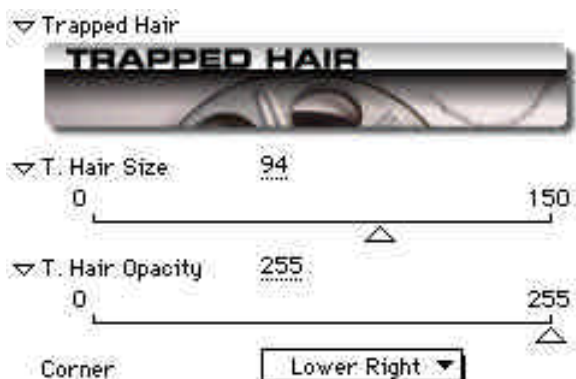 Trapped Hair
TRAPPED HAIR
T. Hair Size 94
0 150
T. Hair Opacity 255
0 255
Corner Lower Right